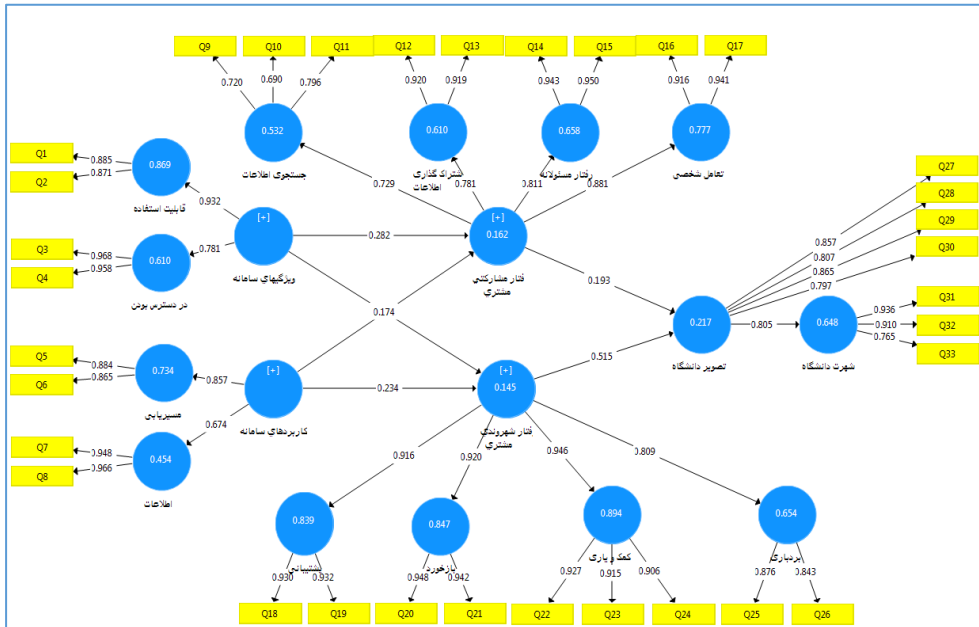 Q9
Q10
Q11
Q12
Q13
Q14
Q15
Q16
Q17
0.720
0.690
0.796
0.920
0.919
0.943
0.950
0.916
0.941
0.532
جستجوی اطلاعات
0.610
شتراک گذاری
اطلاعات
0.658
رفتار مسئولانه
0.777
تعامل شخصی
Q1
Q2
0.885
0.871
0.869
قابلیت استفاده
0.932
0.729
0.781
0.811
0.881
Q3
Q4
0.968
0.958
0.610
در دسترس بودن
0.781
[+]
ویژگیهای سامانه
0.282
[+]
0.162
فتار مشارکتی
مشتری
0.193
0.174
Q27
Q28
Q29
Q30
0.857
0.807
0.865
0.797
0.217
تصویر دانشگاه
0.805
0.648
شهرت دانشگاه
0.936
0.910
0.765
Q31
Q32
Q33
Q5
Q6
0.884
0.865
0.734
مسیریابی
0.857
[+]
کاربردهای سامانه
0.234
[+]
0.145
فتار شهروندی
مشتری
0.515
Q7
Q8
0.948
0.966
0.454
اطلاعات
0.674
0.916
0.920
0.946
0.809
0.839
پشتیبانی
0.847
بازخورد
0.894
کمک و یاری
0.654
بردباری
0.930
0.932
0.948
0.942
0.927
0.915
0.906
0.876
0.843
Q18
Q19
Q20
Q21
Q22
Q23
Q24
Q25
Q26